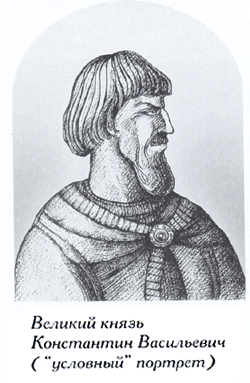 Великий князь
Константин Васильевич
("условный" портрет)